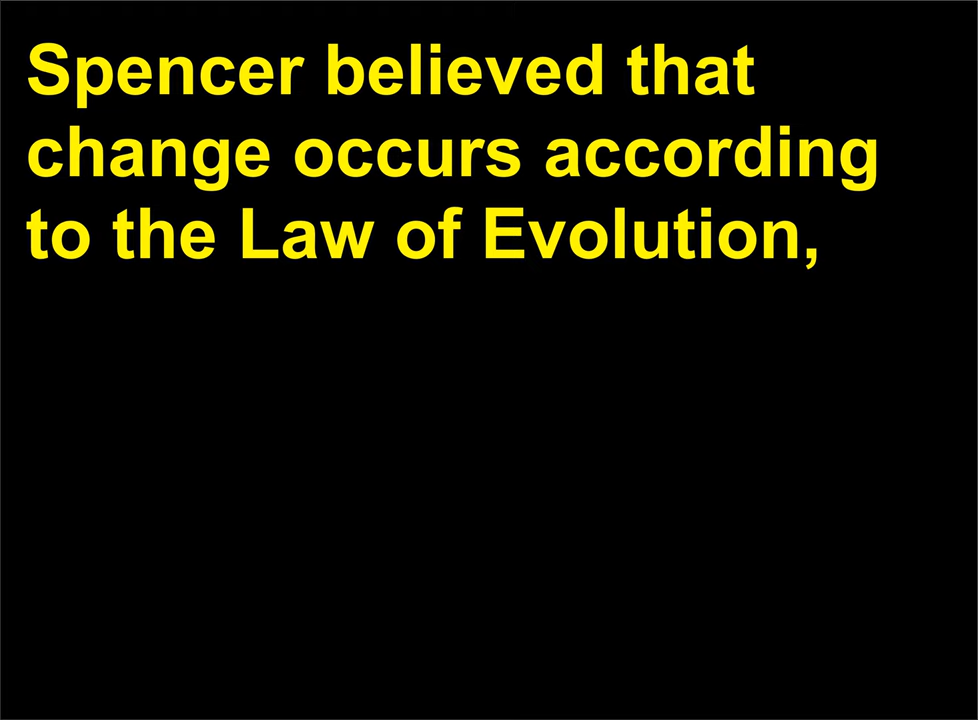 Spencer believed that
change occurs according
to the Law of Evolution,